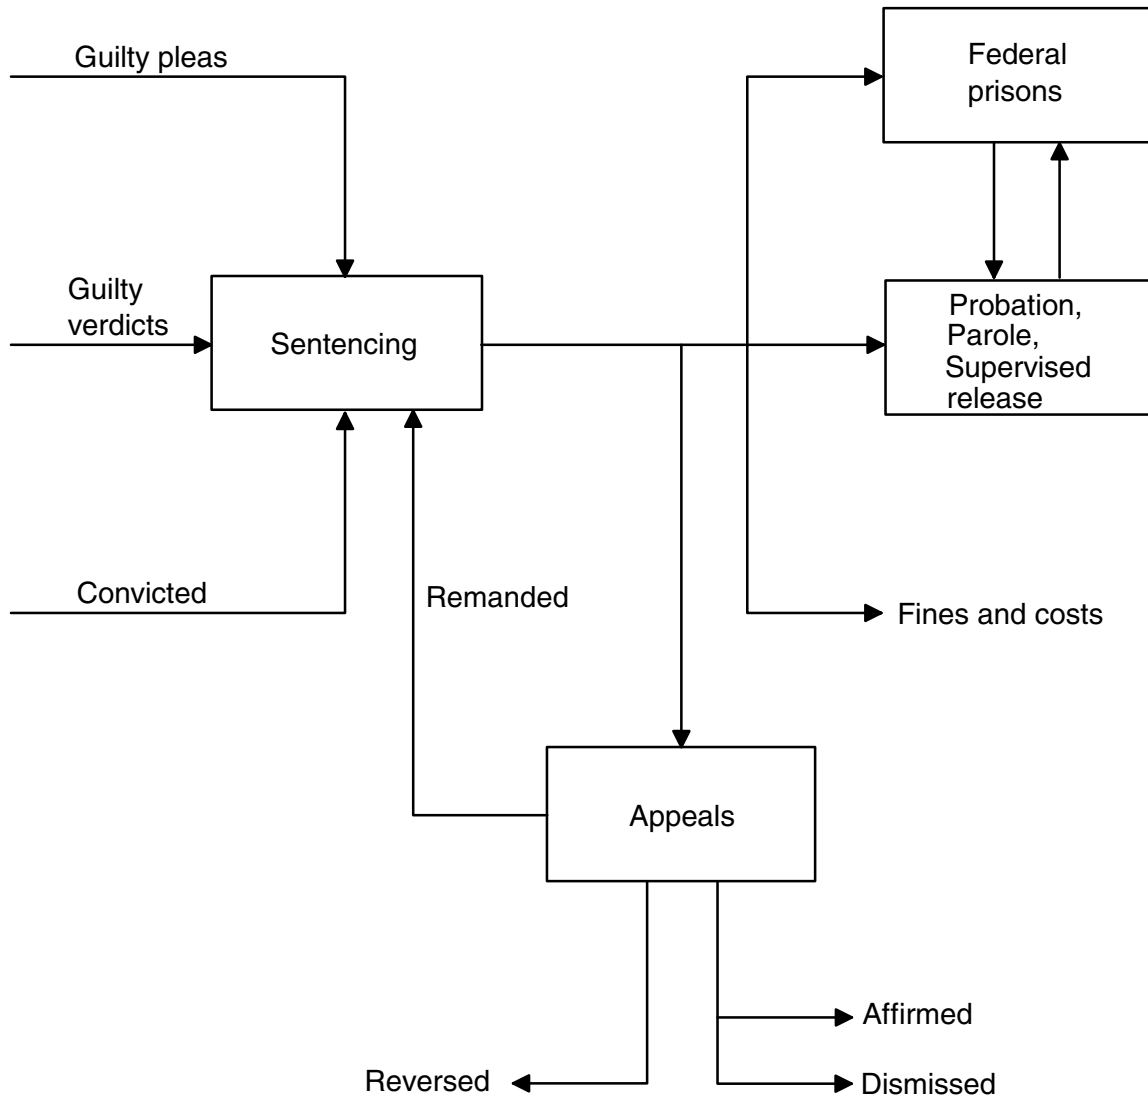 Guilty pleas
Federal
prisons
Guilty
verdicts
Sentencing
Probation,
Parole,
Supervised
release
Convicted
Remanded
Fines and costs
Appeals
Affirmed
Reversed
Dismissed